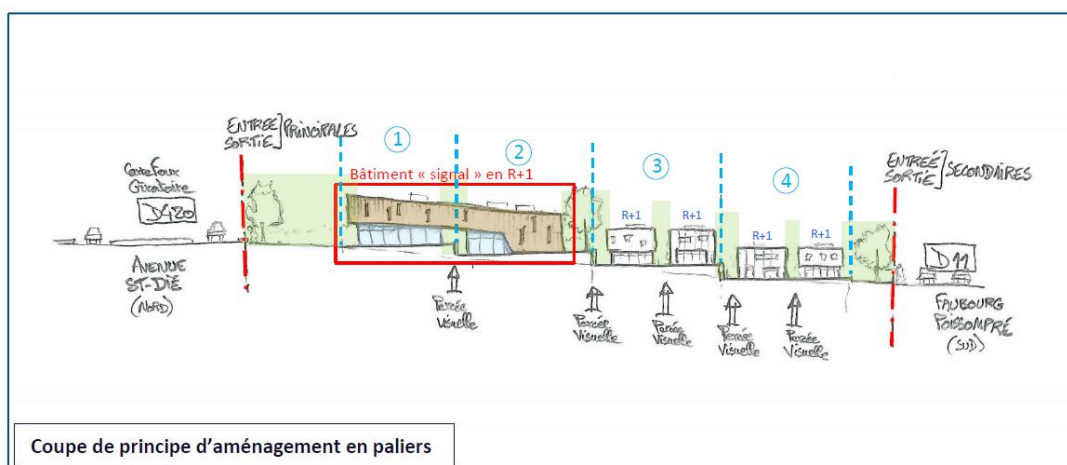 ENTREE
SORTIE
PRINCIPALES
①
②
③
④
ENTREÉ
SORTIE
SECONDAIRES
Bâtiment « signal » en R+1
Carrefour
Giratoire
D420
R+1
R+1
R+1
R+1
D11
AVENUE
ST-DIÉ
(NORD)
Percée
Visuelle
Percée
Visuelle
Percée
Visuelle
Percée
Visuelle
Percée
Visuelle
FAUBOURG
POISSOMPRÉ
(SUD)
Coupe de principe d’aménagement en paliers